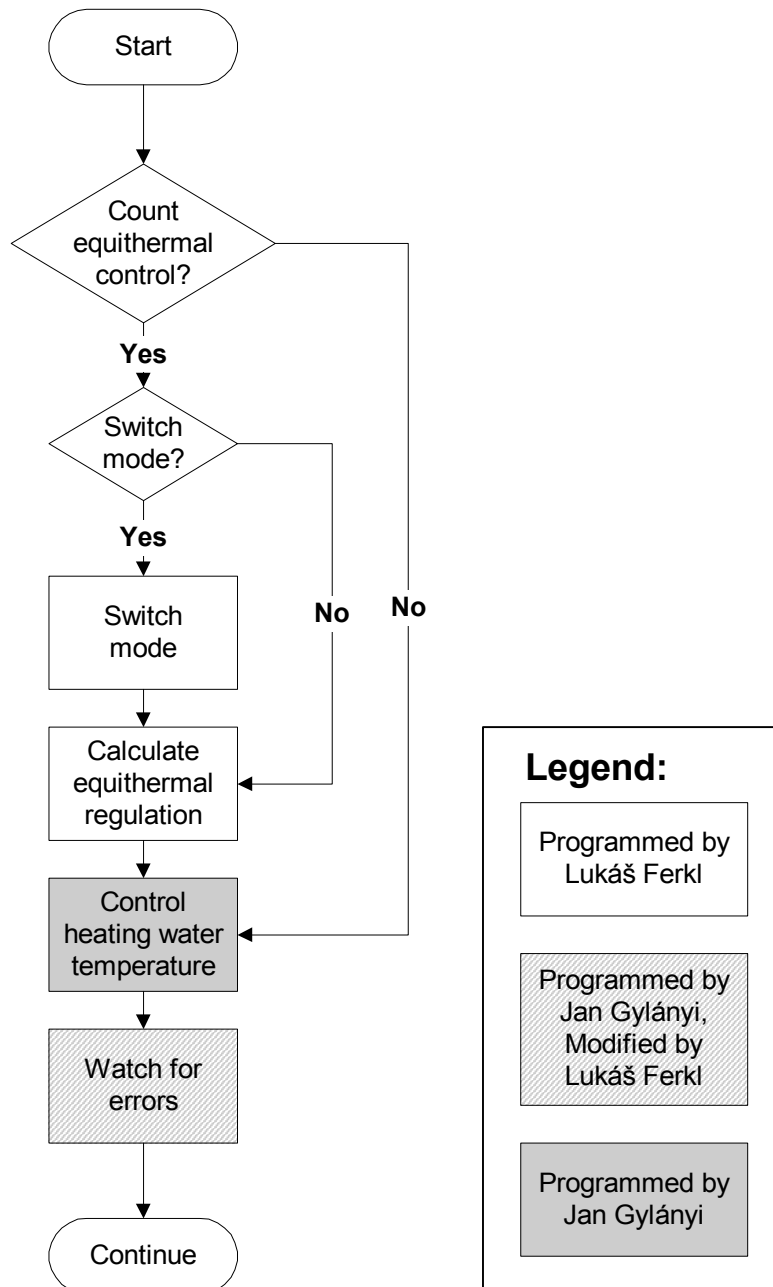 Start
Count
equithermal
control?
Yes
Switch
mode?
Yes
Switch
mode
No
No
Calculate
equithermal
regulation
Control
heating water
temperature
Watch for
errors
Continue
Legend:
Programmed by
Lukáš Ferkl
Programmed by
Jan Gylányi,
Modified by
Lukáš Ferkl
Programmed by
Jan Gylányi